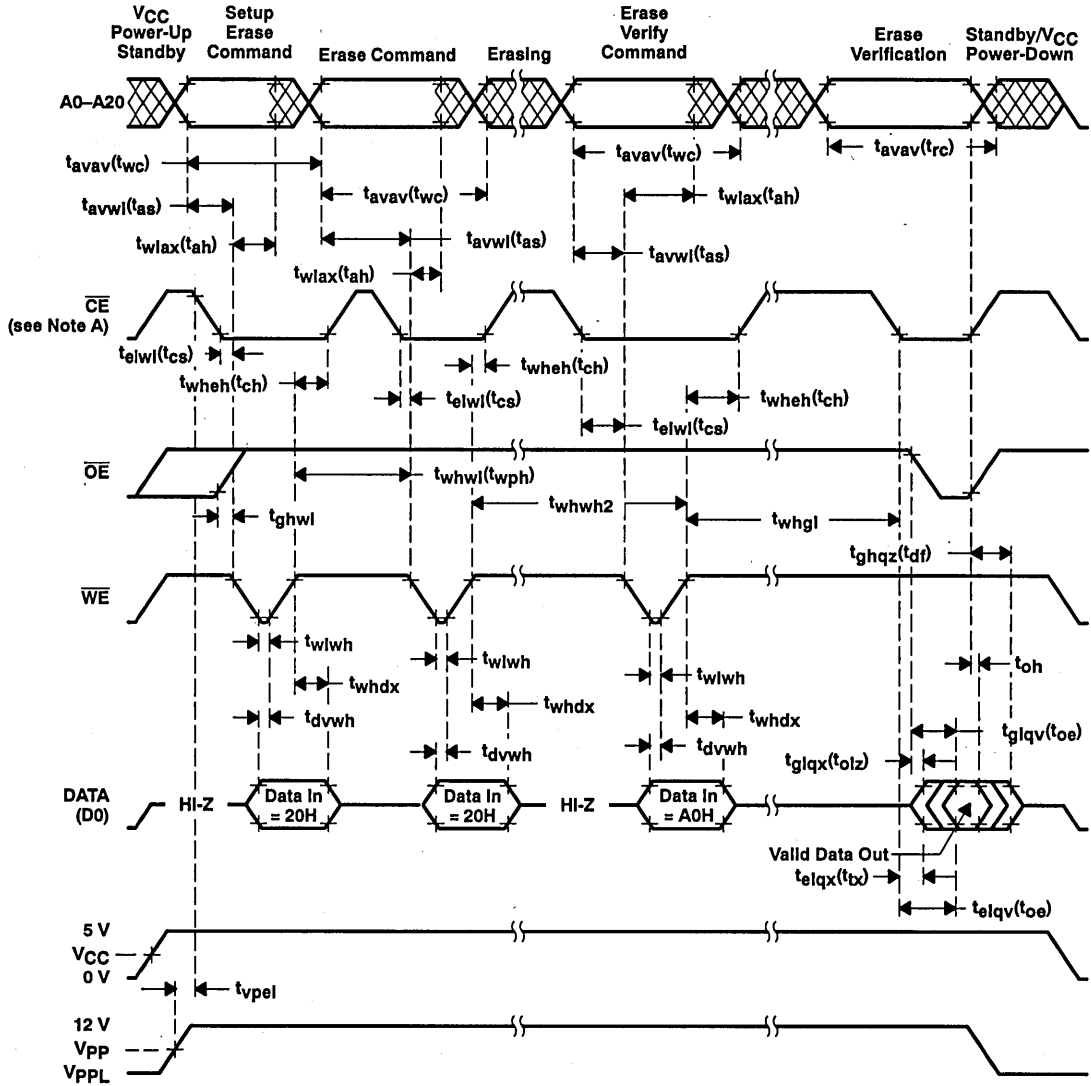 VCC Power-Up Standby
Setup Erase Command
Erase Command
Erasing
Erase Verify Command
Erase Verification
Standby/VCC Power-Down
A0–A20
tavav(twc)
tavav(twc)
tavav(twc)
tavav(trc)
tavwl(tas)
twlax(tah)
twlax(tah)
tavwl(tas)
twlax(tah)
tavwl(tas)
CE
(see Note A)
telwl(tcs)
twheh(tch)
twheh(tch)
telwl(tcs)
twheh(tch)
telwl(tcs)
OE
twhwl(twph)
tghwl
twhwh2
twhgl
tghqz(tdf)
WE
twlwh
twlwh
twlwh
toh
twhdx
twhdx
twhdx
tdvwh
tdvwh
tdvwh
tglqv(toe)
tglqx(tolz)
DATA
(D0)
HI-Z
Data In
= 20H
Data In
= 20H
HI-Z
Data In
= A0H
Valid Data Out
telqx(ttx)
telqv(toe)
5 V
VCC
0 V
tvpel
12 V
VPP
VPPL